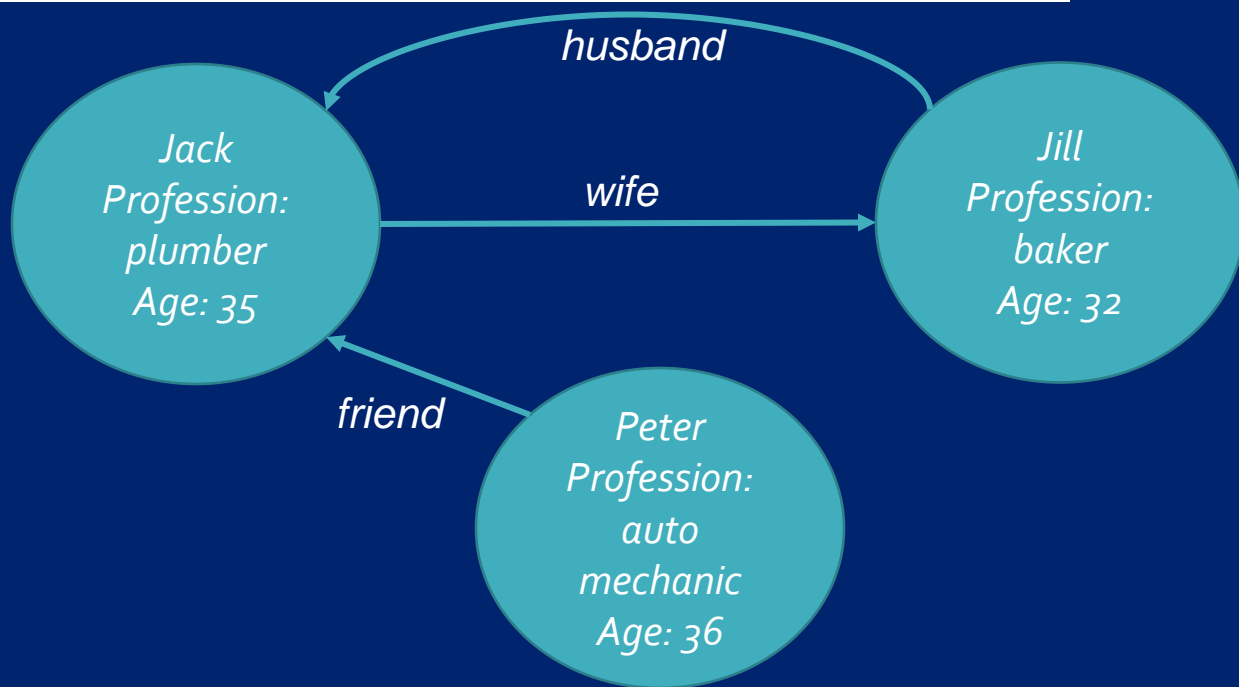 husband
Jack
Profession:
plumber
Age: 35
wife
Jill
Profession:
baker
Age: 32
friend
Peter
Profession:
auto
mechanic
Age: 36